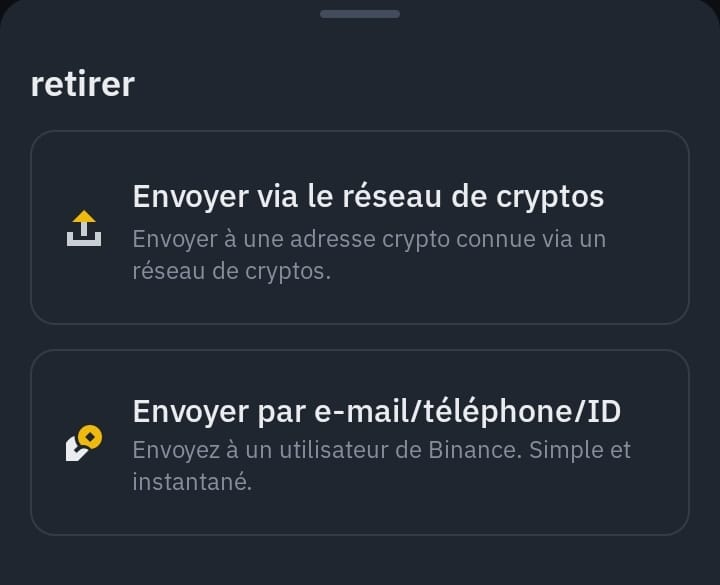 retirer
Envoyer via le réseau de cryptos
Envoyer à une adresse crypto connue via un
réseau de cryptos.
Envoyer par e-mail/téléphone/ID
Envoyez à un utilisateur de Binance. Simple et
instantané.